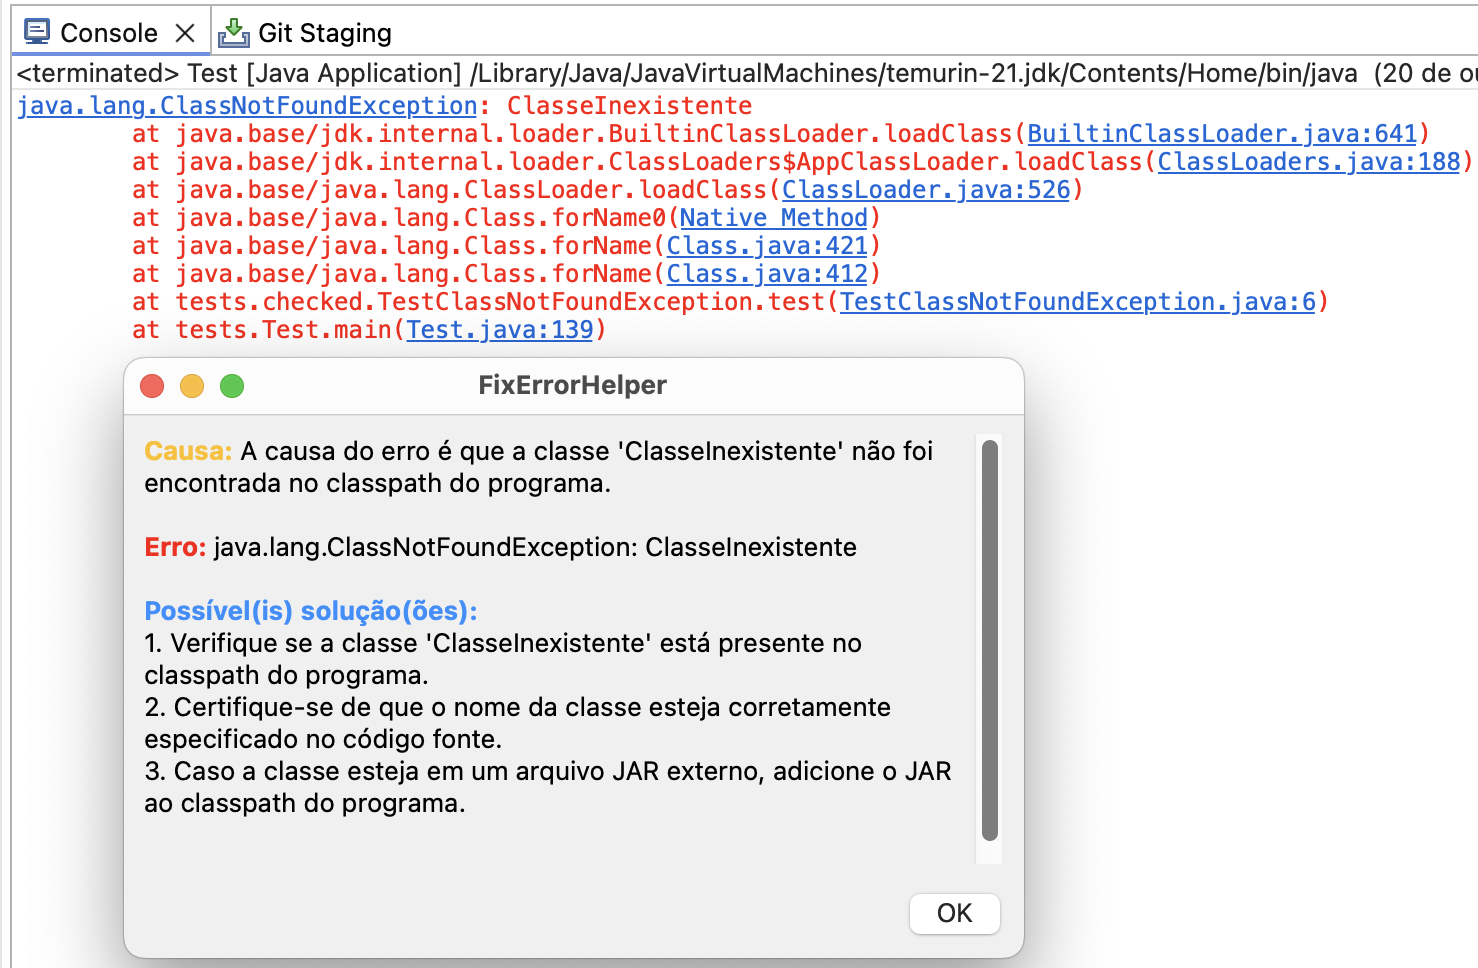 Console
Git Staging
<terminated> Test [Java Application] /Library/Java/JavaVirtualMachines/temurin-21.jdk/Contents/Home/bin/java (20 de ou
java.lang.ClassNotFoundException: ClasseInexistente
at java.base/jdk.internal.loader.BuiltinClassLoader.loadClass(BuiltinClassLoader.java:641)
at java.base/jdk.internal.loader.ClassLoaders$AppClassLoader.loadClass(ClassLoaders.java:188)
at java.base/java.lang.ClassLoader.loadClass(ClassLoader.java:526)
at java.base/java.lang.Class.forName0(Native Method)
at java.base/java.lang.Class.forName(Class.java:421)
at java.base/java.lang.Class.forName(Class.java:412)
at tests.checked.TestClassNotFoundException.test(TestClassNotFoundException.java:6)
at tests.Test.main(Test.java:139)
FixErrorHelper
Causa: A causa do erro é que a classe 'ClasseInexistente' não foi
encontrada no classpath do programa.
Erro: java.lang.ClassNotFoundException: ClasseInexistente
Possível(is) solução(ões):
1. Verifique se a classe 'ClasseInexistente' está presente no
classpath do programa.
2. Certifique-se de que o nome da classe esteja corretamente
especificado no código fonte.
3. Caso a classe esteja em um arquivo JAR externo, adicione o JAR
ao classpath do programa.
OK